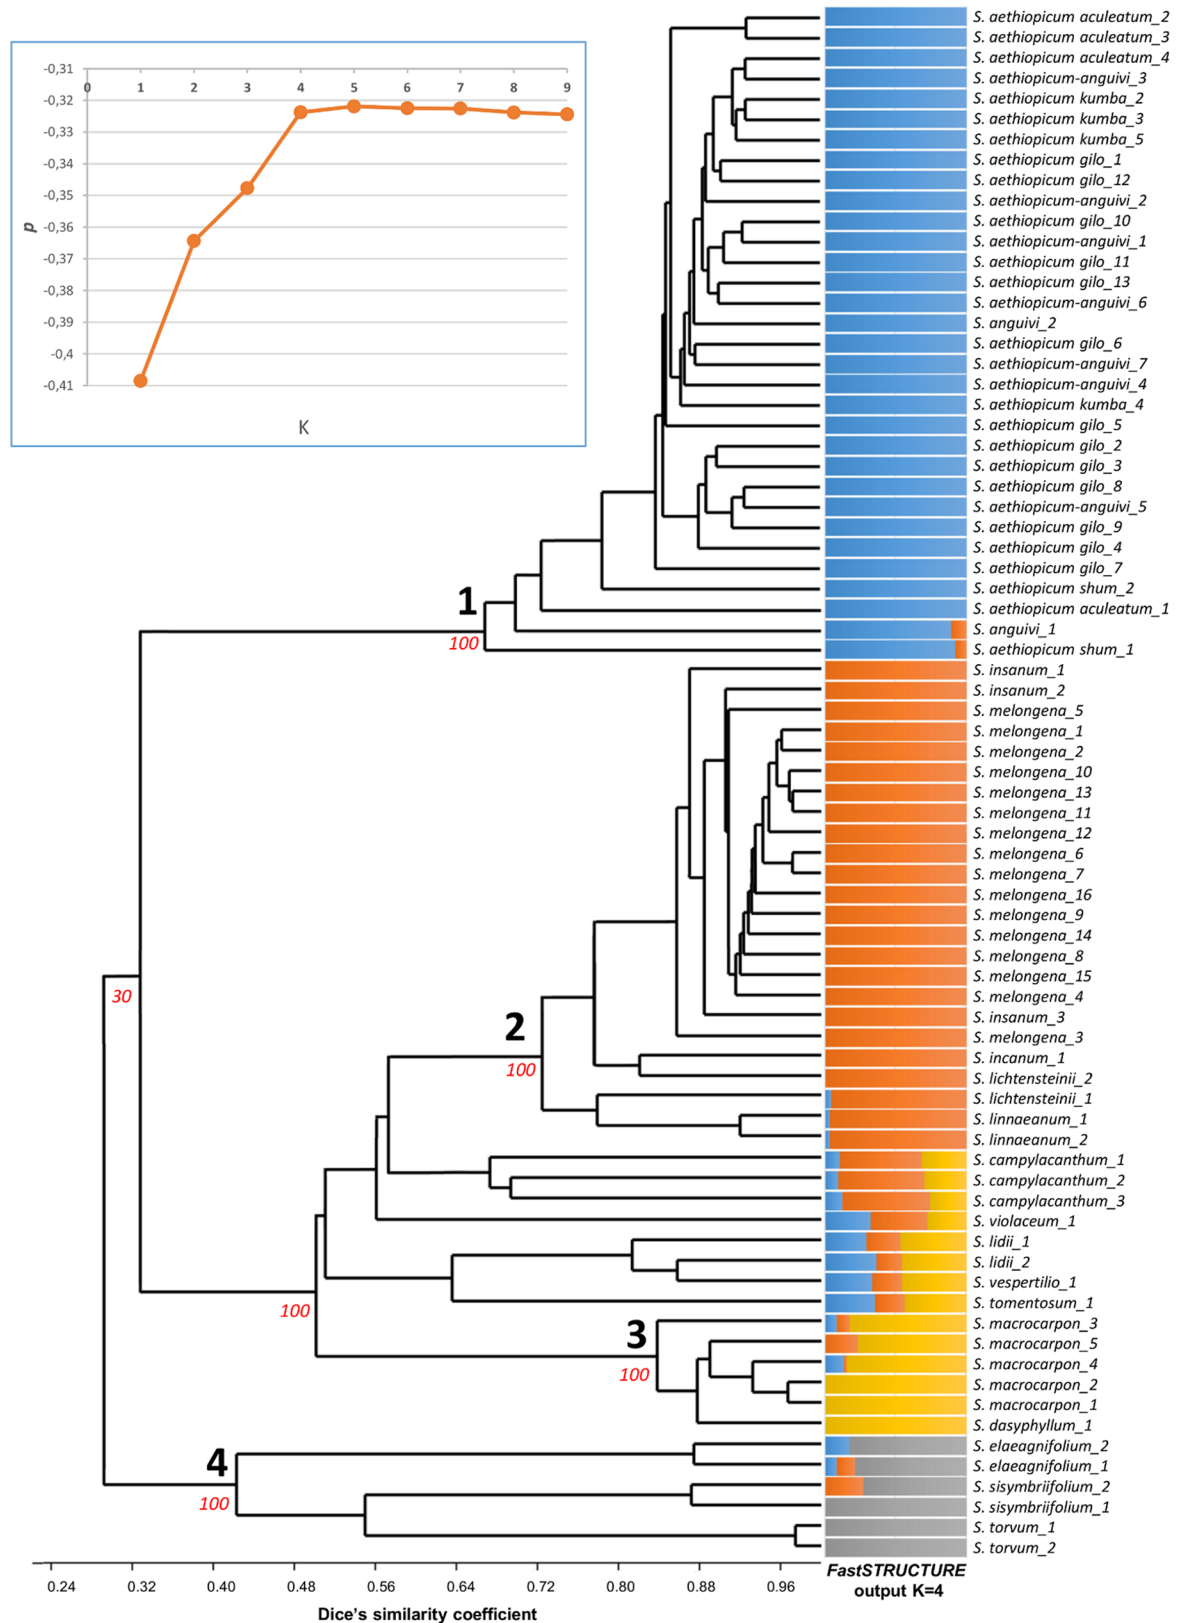 -0,31
0 1 2 3 4 5 6 7 8 9
-0,32
-0,33
-0,34
-0,35
-0,36
-0,37
-0,38
-0,39
-0,4
-0,41
p
K
S. aethiopicum aculeatum_2
S. aethiopicum aculeatum_3
S. aethiopicum aculeatum_4
S. aethiopicum-anguivi_3
S. aethiopicum kumba_2
S. aethiopicum kumba_3
S. aethiopicum kumba_5
S. aethiopicum gilo_1
S. aethiopicum gilo_12
S. aethiopicum-anguivi_2
S. aethiopicum gilo_10
S. aethiopicum-anguivi_1
S. aethiopicum gilo_11
S. aethiopicum gilo_13
S. aethiopicum-anguivi_6
S. anguivi_2
S. aethiopicum gilo_6
S. aethiopicum-anguivi_7
S. aethiopicum-anguivi_4
S. aethiopicum kumba_4
S. aethiopicum gilo_5
S. aethiopicum gilo_2
S. aethiopicum gilo_3
S. aethiopicum gilo_8
S. aethiopicum-anguivi_5
S. aethiopicum gilo_9
S. aethiopicum gilo_4
S. aethiopicum gilo_7
S. aethiopicum shum_2
S. aethiopicum aculeatum_1
S. anguivi_1
S. aethiopicum shum_1
S. insanum_1
S. insanum_2
S. melongena_5
S. melongena_1
S. melongena_2
S. melongena_10
S. melongena_13
S. melongena_11
S. melongena_12
S. melongena_6
S. melongena_7
S. melongena_16
S. melongena_9
S. melongena_14
S. melongena_8
S. melongena_15
S. melongena_4
S. insanum_3
S. melongena_3
S. incanum_1
S. lichtensteinii_2
S. lichtensteinii_1
S. linnaeanum_1
S. linnaeanum_2
S. campylacanthum_1
S. campylacanthum_2
S. campylacanthum_3
S. violaceum_1
S. lidii_1
S. lidii_2
S. vespertilio_1
S. tomentosum_1
S. macrocarpon_3
S. macrocarpon_5
S. macrocarpon_4
S. macrocarpon_2
S. macrocarpon_1
S. dasyphyllum_1
S. elaeagnifolium_2
S. elaeagnifolium_1
S. sisymbriifolium_2
S. sisymbriifolium_1
S. torvum_1
S. torvum_2
1
100
30
2
100
100
3
100
4
100
0.24 0.32 0.40 0.48 0.56 0.64 0.72 0.80 0.88 0.96
Dice's similarity coefficient
FastSTRUCTURE
output K=4